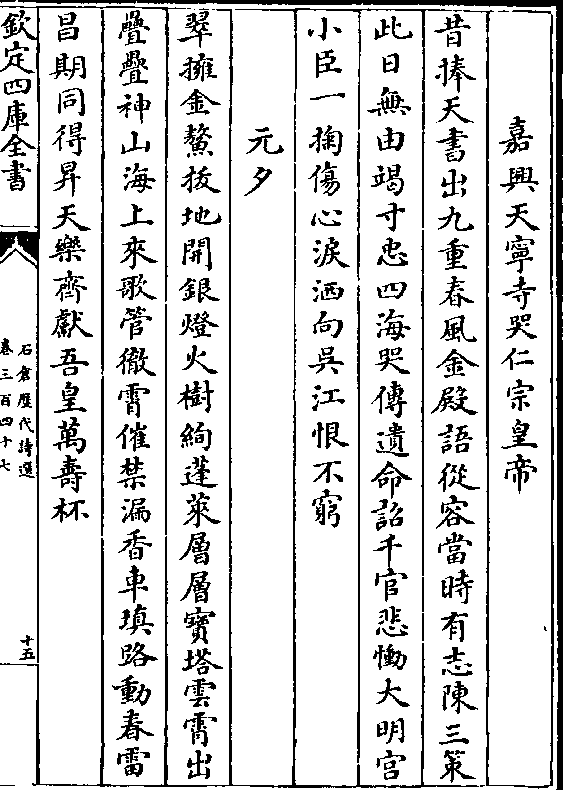 嘉興天寧寺哭仁宗皇帝
昔捧天書出九重春風金殿語從容當時有志陳三策
此日無由竭寸忠四海哭傳遺命詔千官悲慟大明宮
小臣一掬傷心淚洒向吳江恨不窮
元夕
翠擁金鰲拔地開銀燈火樹絢蓬萊層層寶塔雲霄出
疊疊神山海上來歌管徹霄催禁漏香車瑱路動春雷
昌期同得昇天樂齊獻吾皇萬壽杯
欽定四庫全書
石倉歷代詩選
卷三百四十七
十五